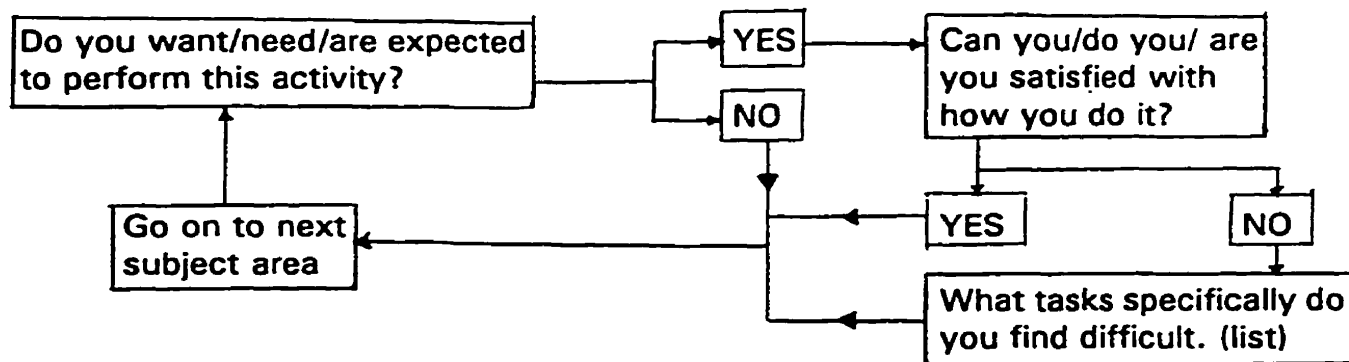 Do you want/need/are expected
to perform this activity?
YES
NO
Can you/do you/ are
you satisfied with
how you do it?
YES
NO
Go on to next
subject area
What tasks specifically do
you find difficult. (list)